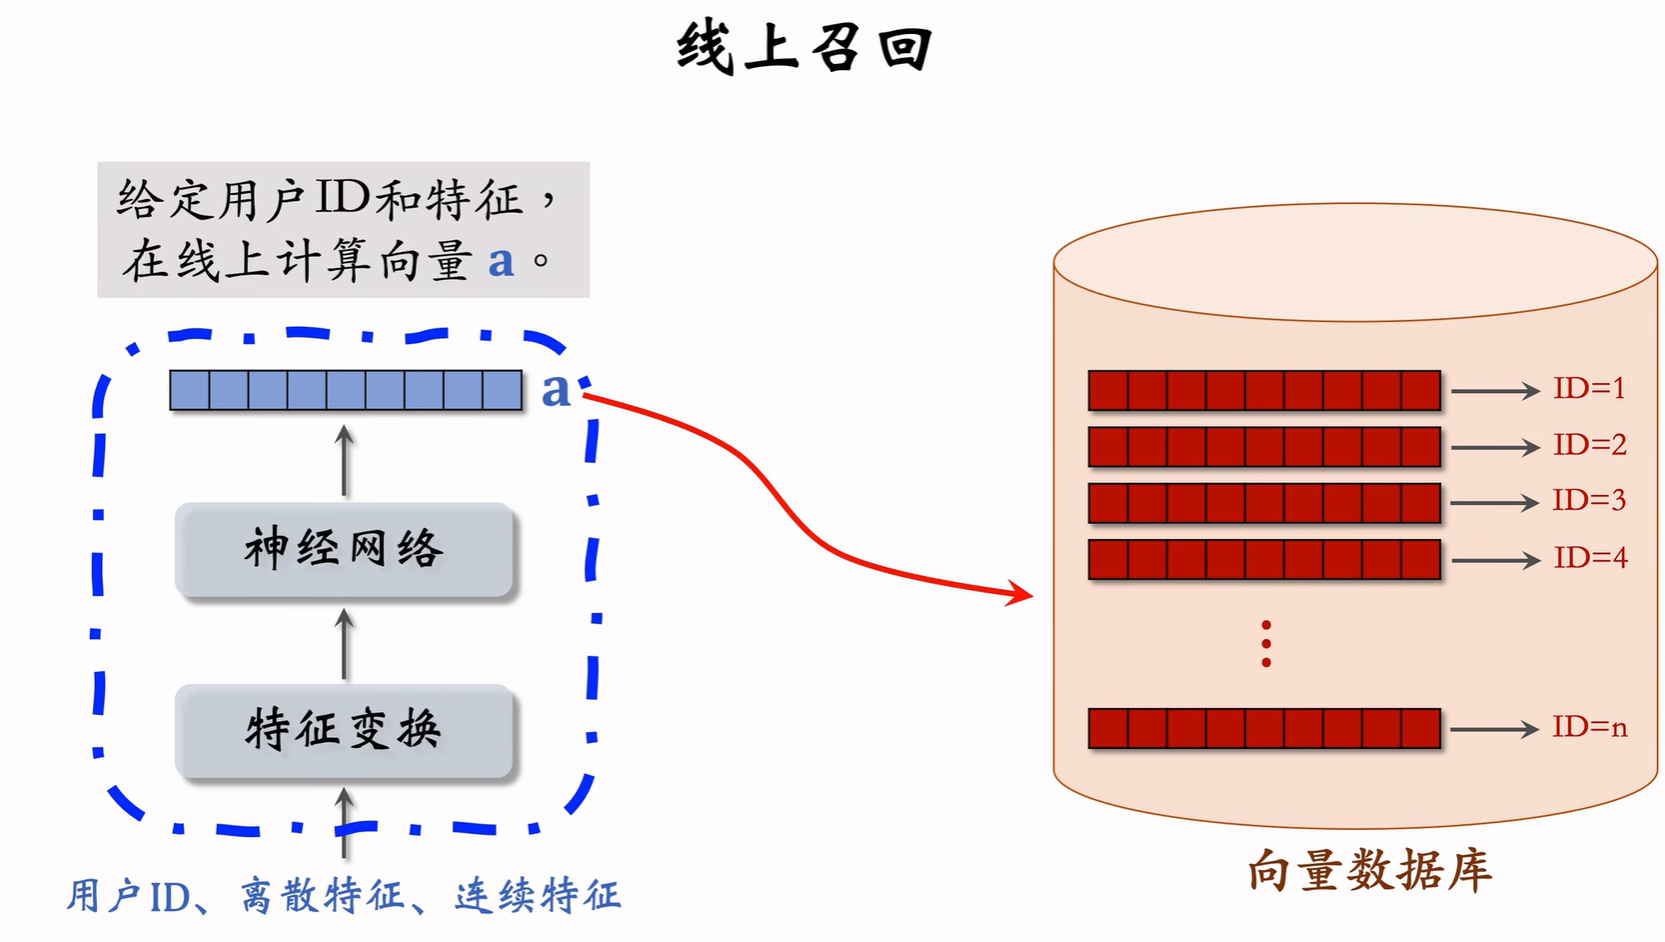 线上召回
给定用户ID和特征，
在线上计算向量 a。
a
神经网络
特征变换
用户ID、离散特征、连续特征
ID=1
ID=2
ID=3
ID=4
ID=n
向量数据库